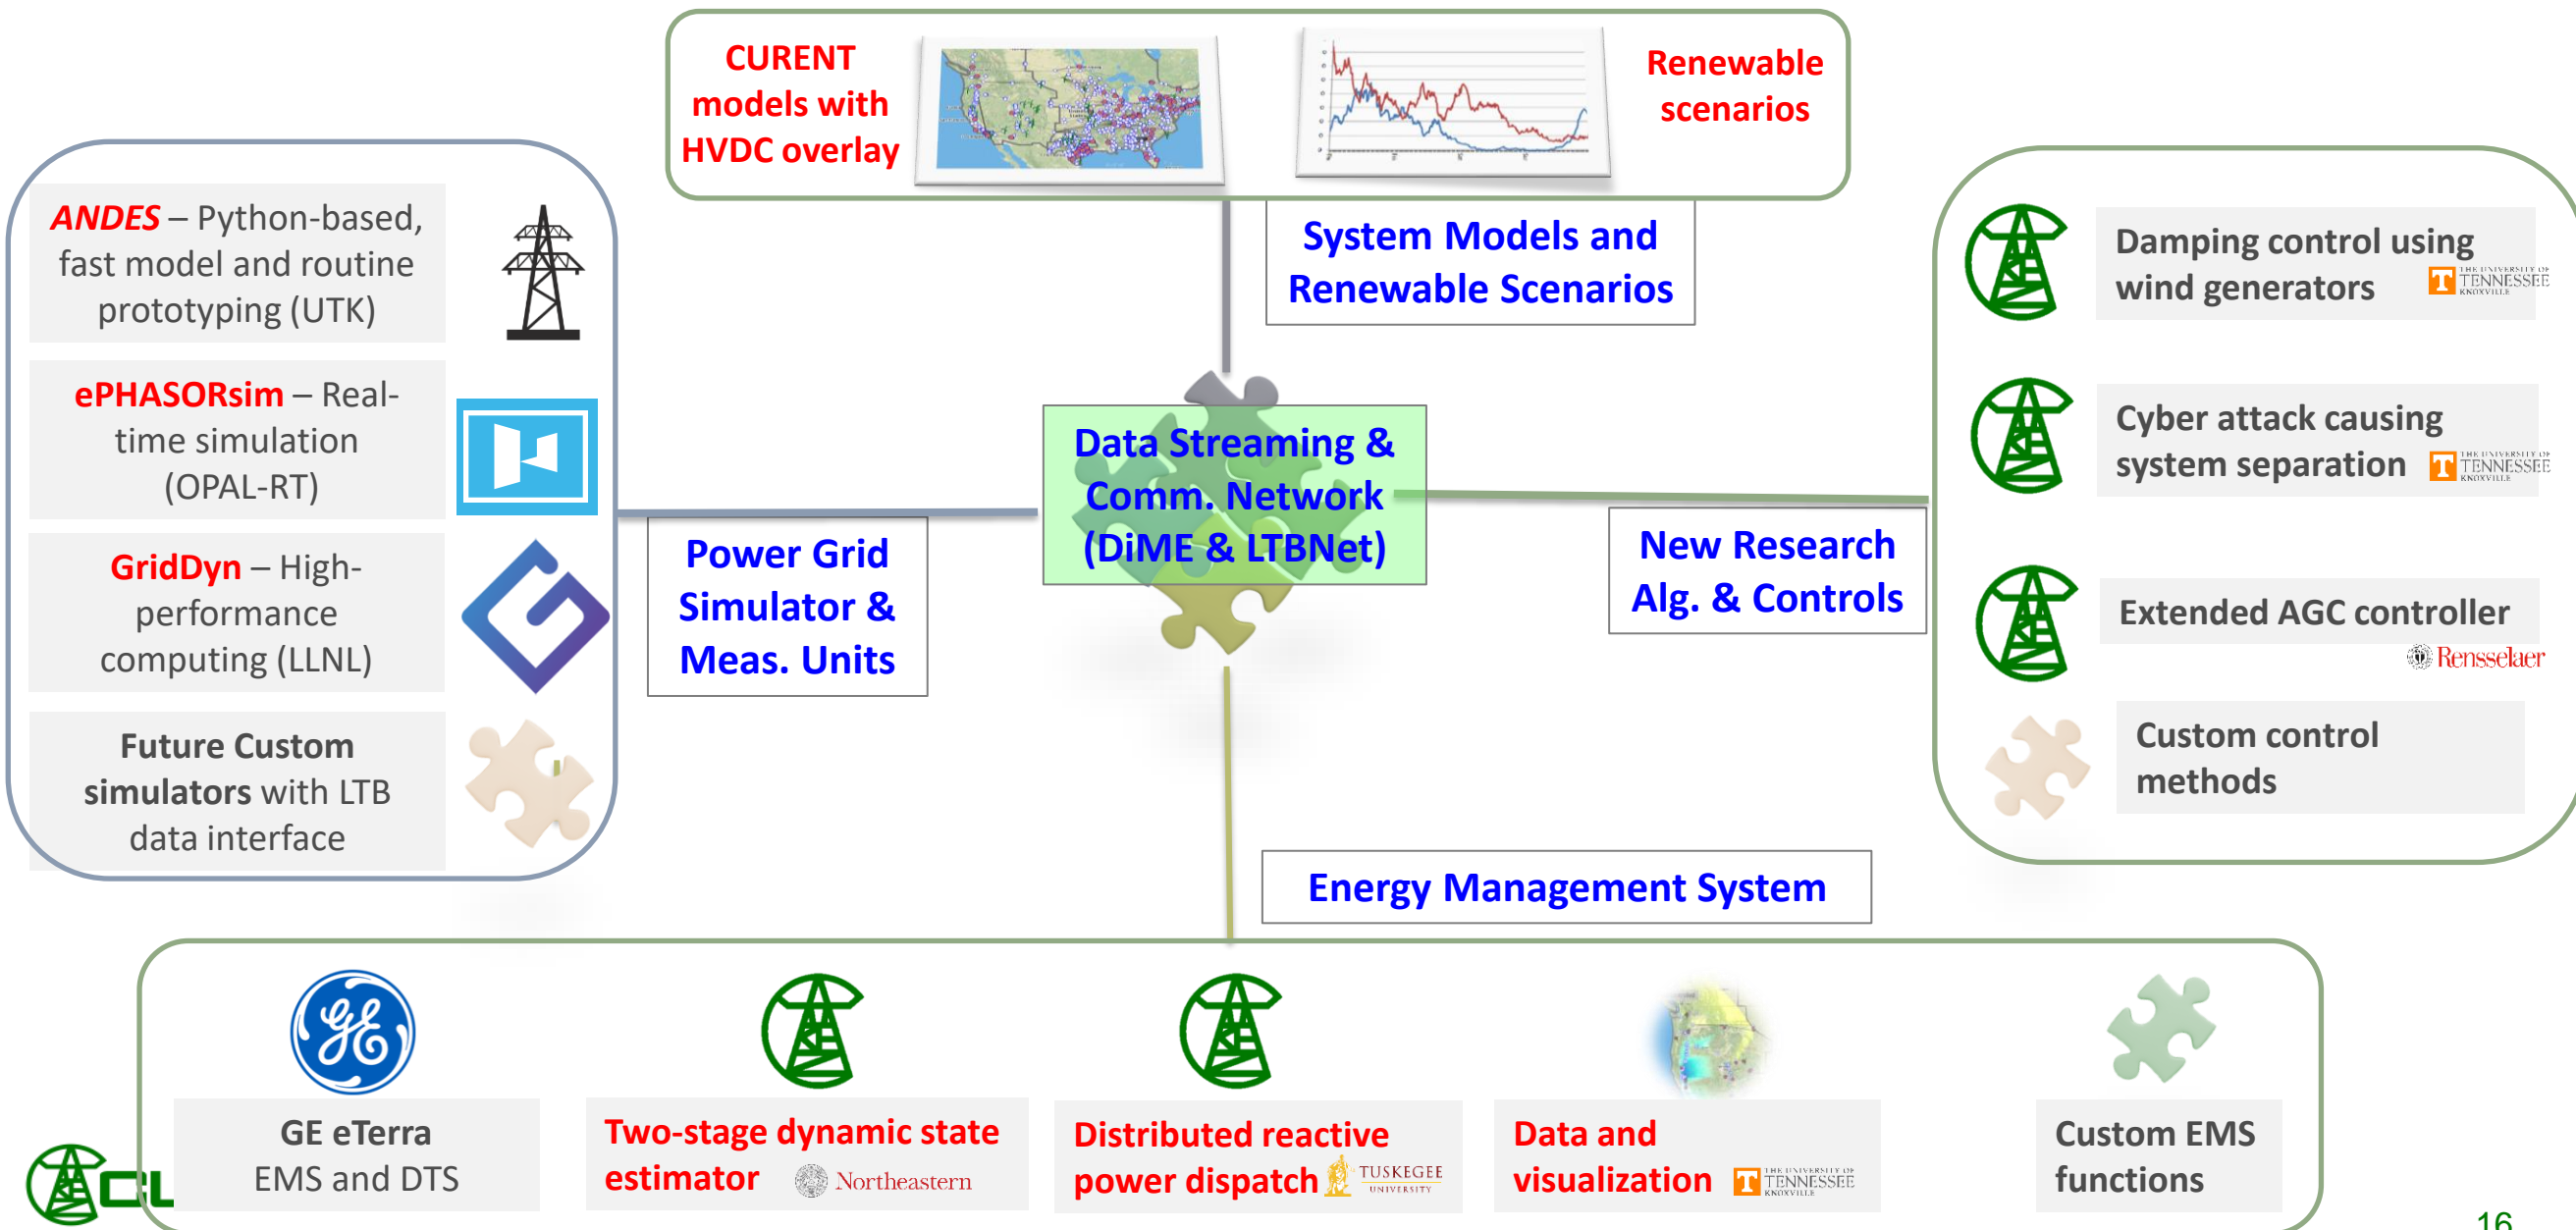 CURENT
models with
HVDC overlay
Renewable
scenarios
System Models and
Renewable Scenarios
ANDES – Python-based,
fast model and routine
prototyping (UTK)
ePHASORsim – Real-
time simulation
(OPAL-RT)
GridDyn – High-
performance
computing (LLNL)
Future Custom
simulators with LTB
data interface
Power Grid
Simulator &
Meas. Units
Data Streaming &
Comm. Network
(DiME & LTBNet)
New Research
Alg. & Controls
Damping control using
wind generators
T THE UNIVERSITY OF
TENNESSEE
KNOXVILLE
Cyber attack causing
system separation
T THE UNIVERSITY OF
TENNESSEE
KNOXVILLE
Extended AGC controller
Rensselaer
Custom control
methods
Energy Management System
GE
GE eTerra
EMS and DTS
Two-stage dynamic state
estimator
Northeastern
Distributed reactive
power dispatch
TUSKEGEE
UNIVERSITY
Data and
visualization
T THE UNIVERSITY OF
TENNESSEE
KNOXVILLE
Custom EMS
functions
16